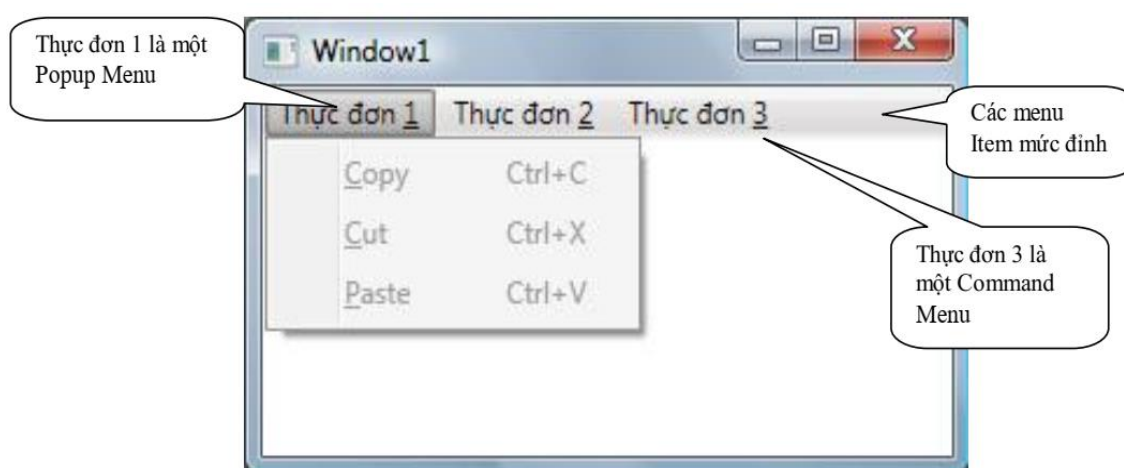 Thực đơn 1 là một
Popup Menu
Window1
Thực đơn 1 Thực đơn 2 Thực đơn 3
Các menu
Item mức đỉnh
Copy Ctrl+C
Cut Ctrl+X
Paste Ctrl+V
Thực đơn 3 là
một Command
Menu